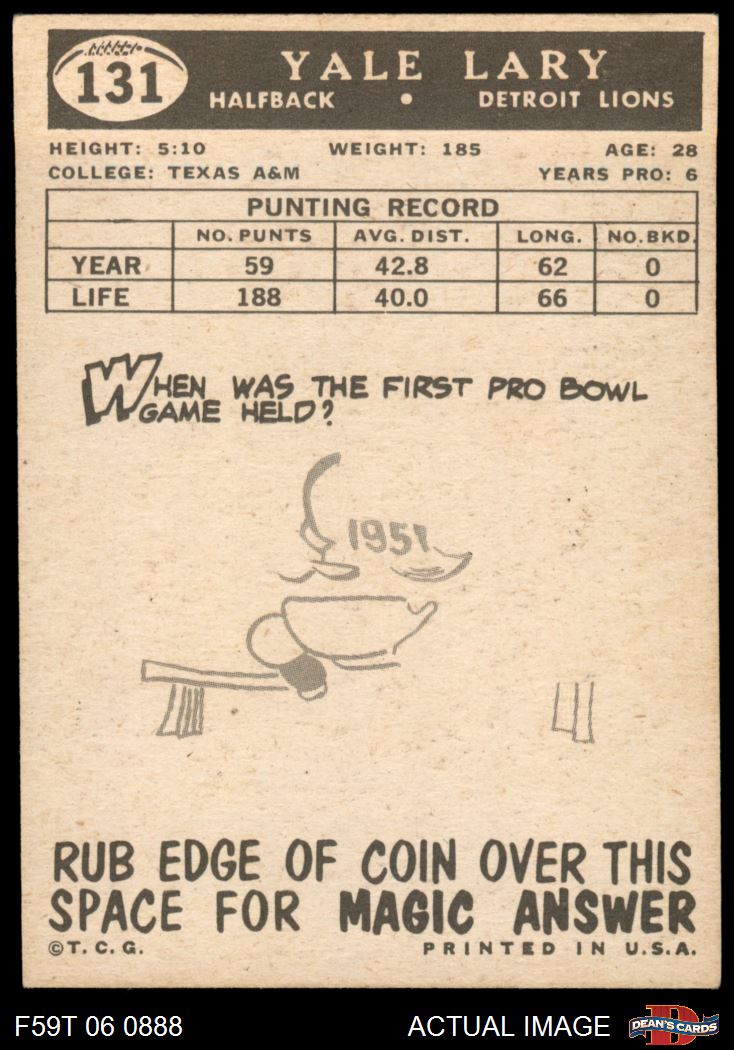 131
YALE LARY
HALFBACK • DETROIT LIONS
HEIGHT: 5:10 WEIGHT: 185 AGE: 28
COLLEGE: TEXAS A&M YEARS PRO: 6
PUNTING RECORD
NO. PUNTS AVG. DIST. LONG. NO. BKD.
YEAR 59 42.8 62 0
LIFE 188 40.0 66 0
WHEN WAS THE FIRST PRO BOWL
GAME HELD?
1951
RUB EDGE OF COIN OVER THIS
SPACE FOR MAGIC ANSWER
©T. C. G. PRINTED IN U.S.A.
F59T 06 0888 ACTUAL IMAGE D DEAN'S CARDS